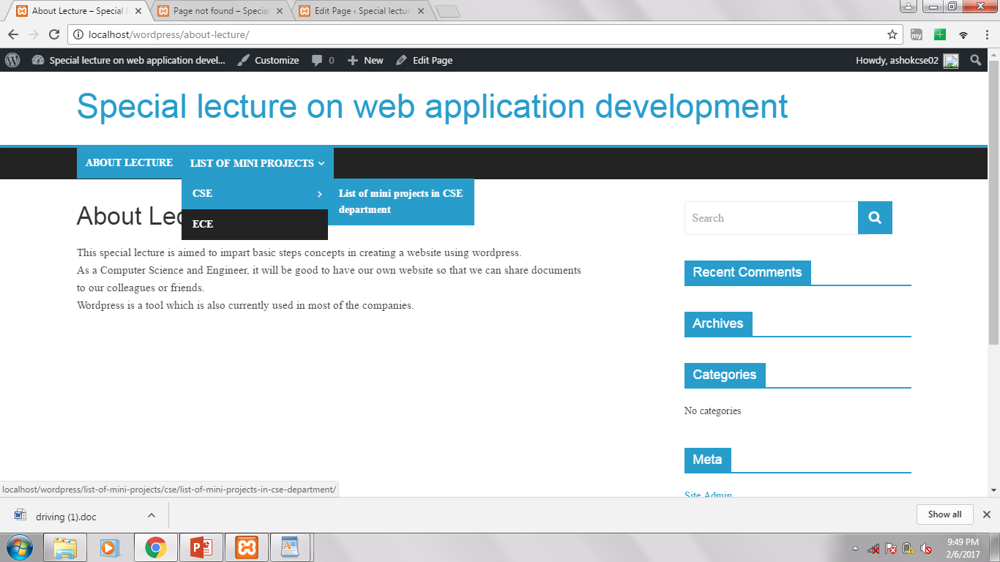 About Lecture – Special
Page not found – Special
Edit Page ‹ Special lectur
localhost/wordpress/about-lecture/
my
Special lecture on web application devel...
Customize
0
New
Edit Page
Howdy, ashokcse02
Special lecture on web application development
ABOUT LECTURE
LIST OF MINI PROJECTS
CSE
List of mini projects in CSE
department
ECE
About Lec
Search
This special lecture is aimed to impart basic steps concepts in creating a website using wordpress.
As a Computer Science and Engineer, it will be good to have our own website so that we can share documents
to our colleagues or friends.
Wordpress is a tool which is also currently used in most of the companies.
Recent Comments
Archives
Categories
No categories
Meta
Site Admin
localhost/wordpress/list-of-mini-projects/cse/list-of-mini-projects-in-cse-department/
driving (1).doc
Show all
9:49 PM
2/6/2017